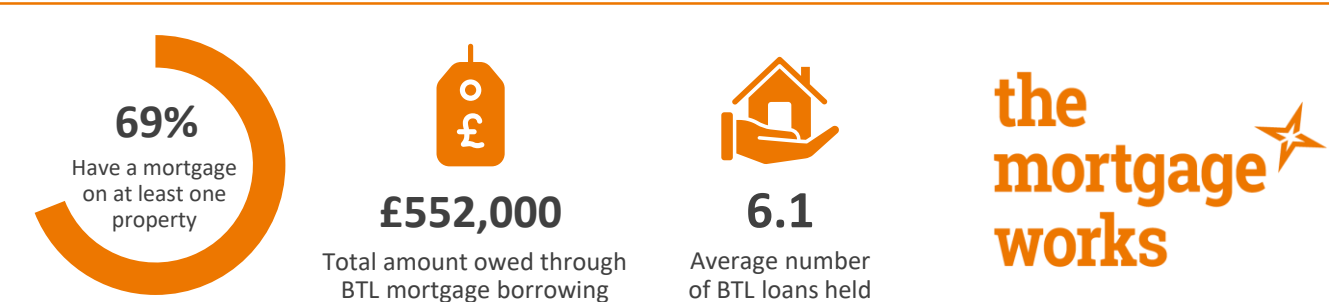 69%
Have a mortgage
on at least one
property
£
£552,000
Total amount owed through
BTL mortgage borrowing
6.1
Average number
of BTL loans held
the
mortgage
works